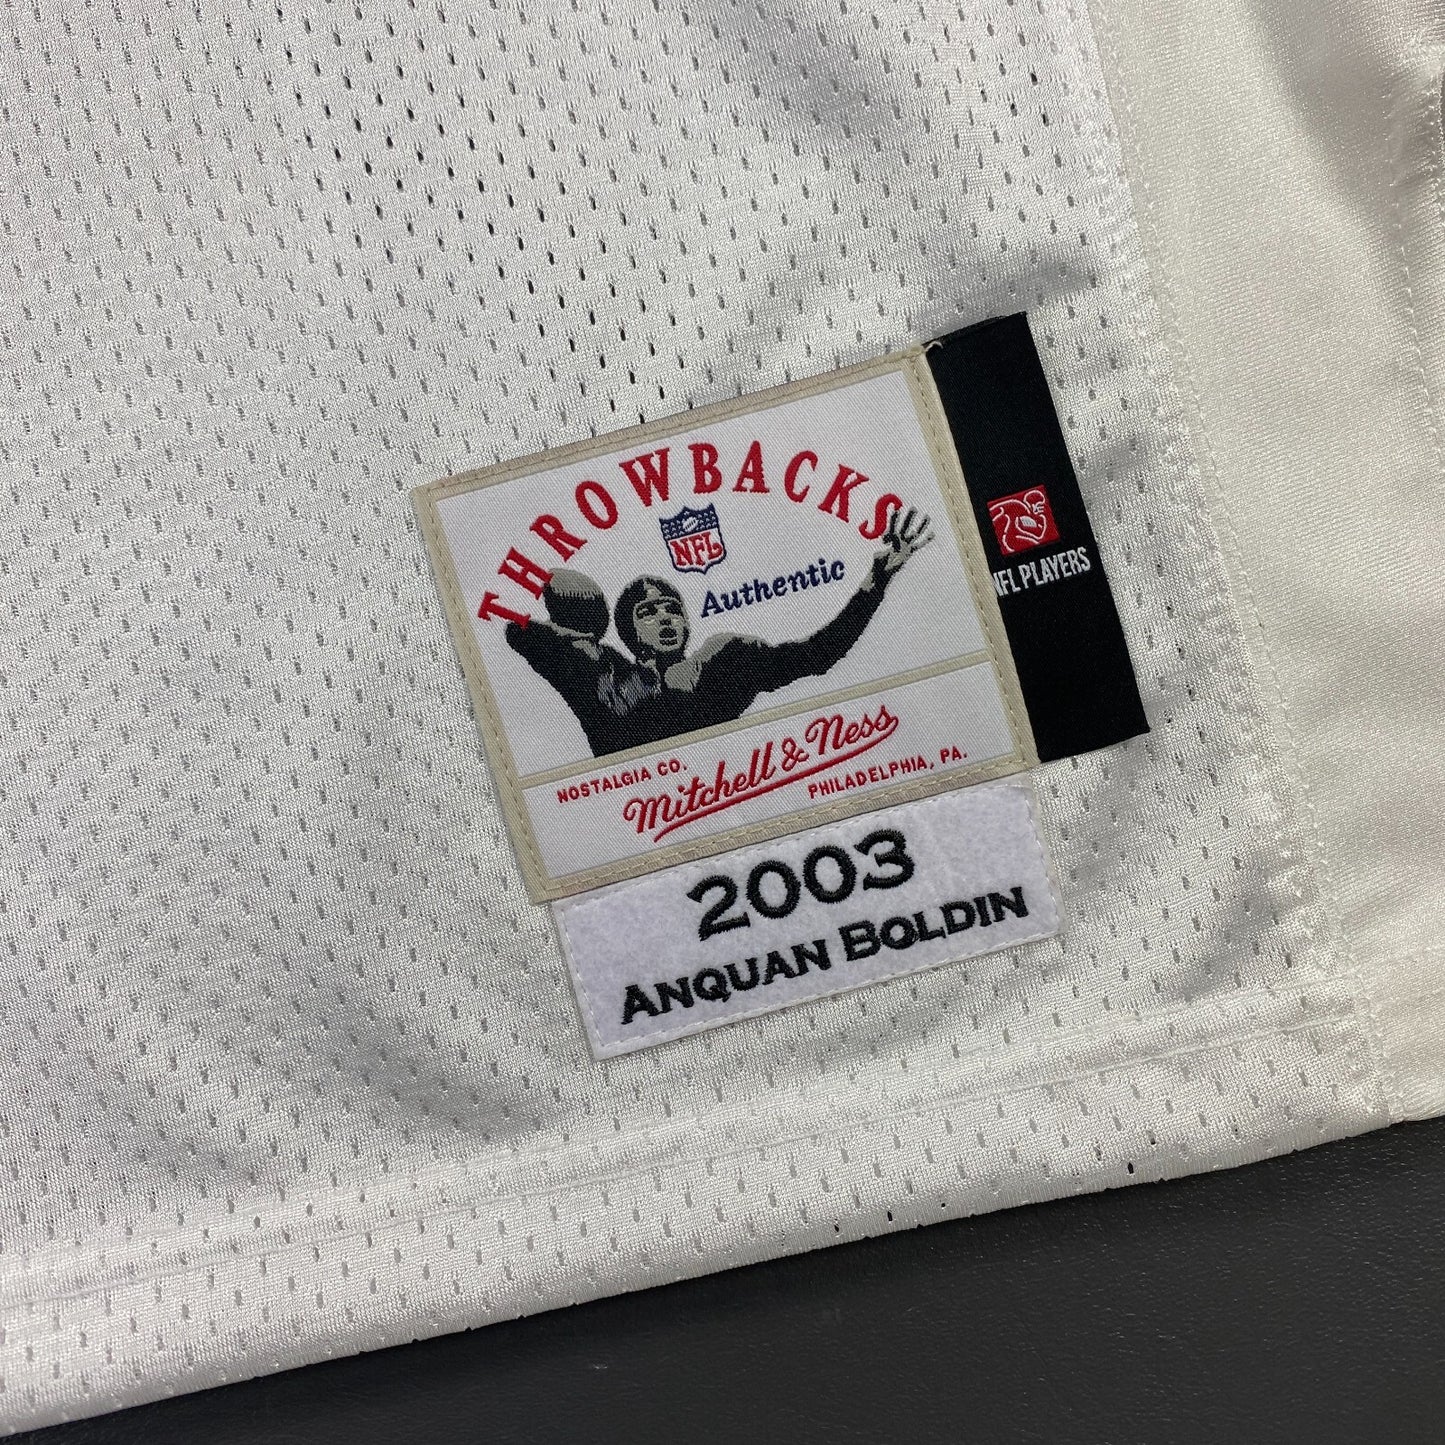 THROWBACKS
NFL
Authentic
NFL PLAYERS
NOSTALGIA CO.
Mitchell & Ness
PHILADELPHIA, PA.
2003
ANQUAN BOLDIN